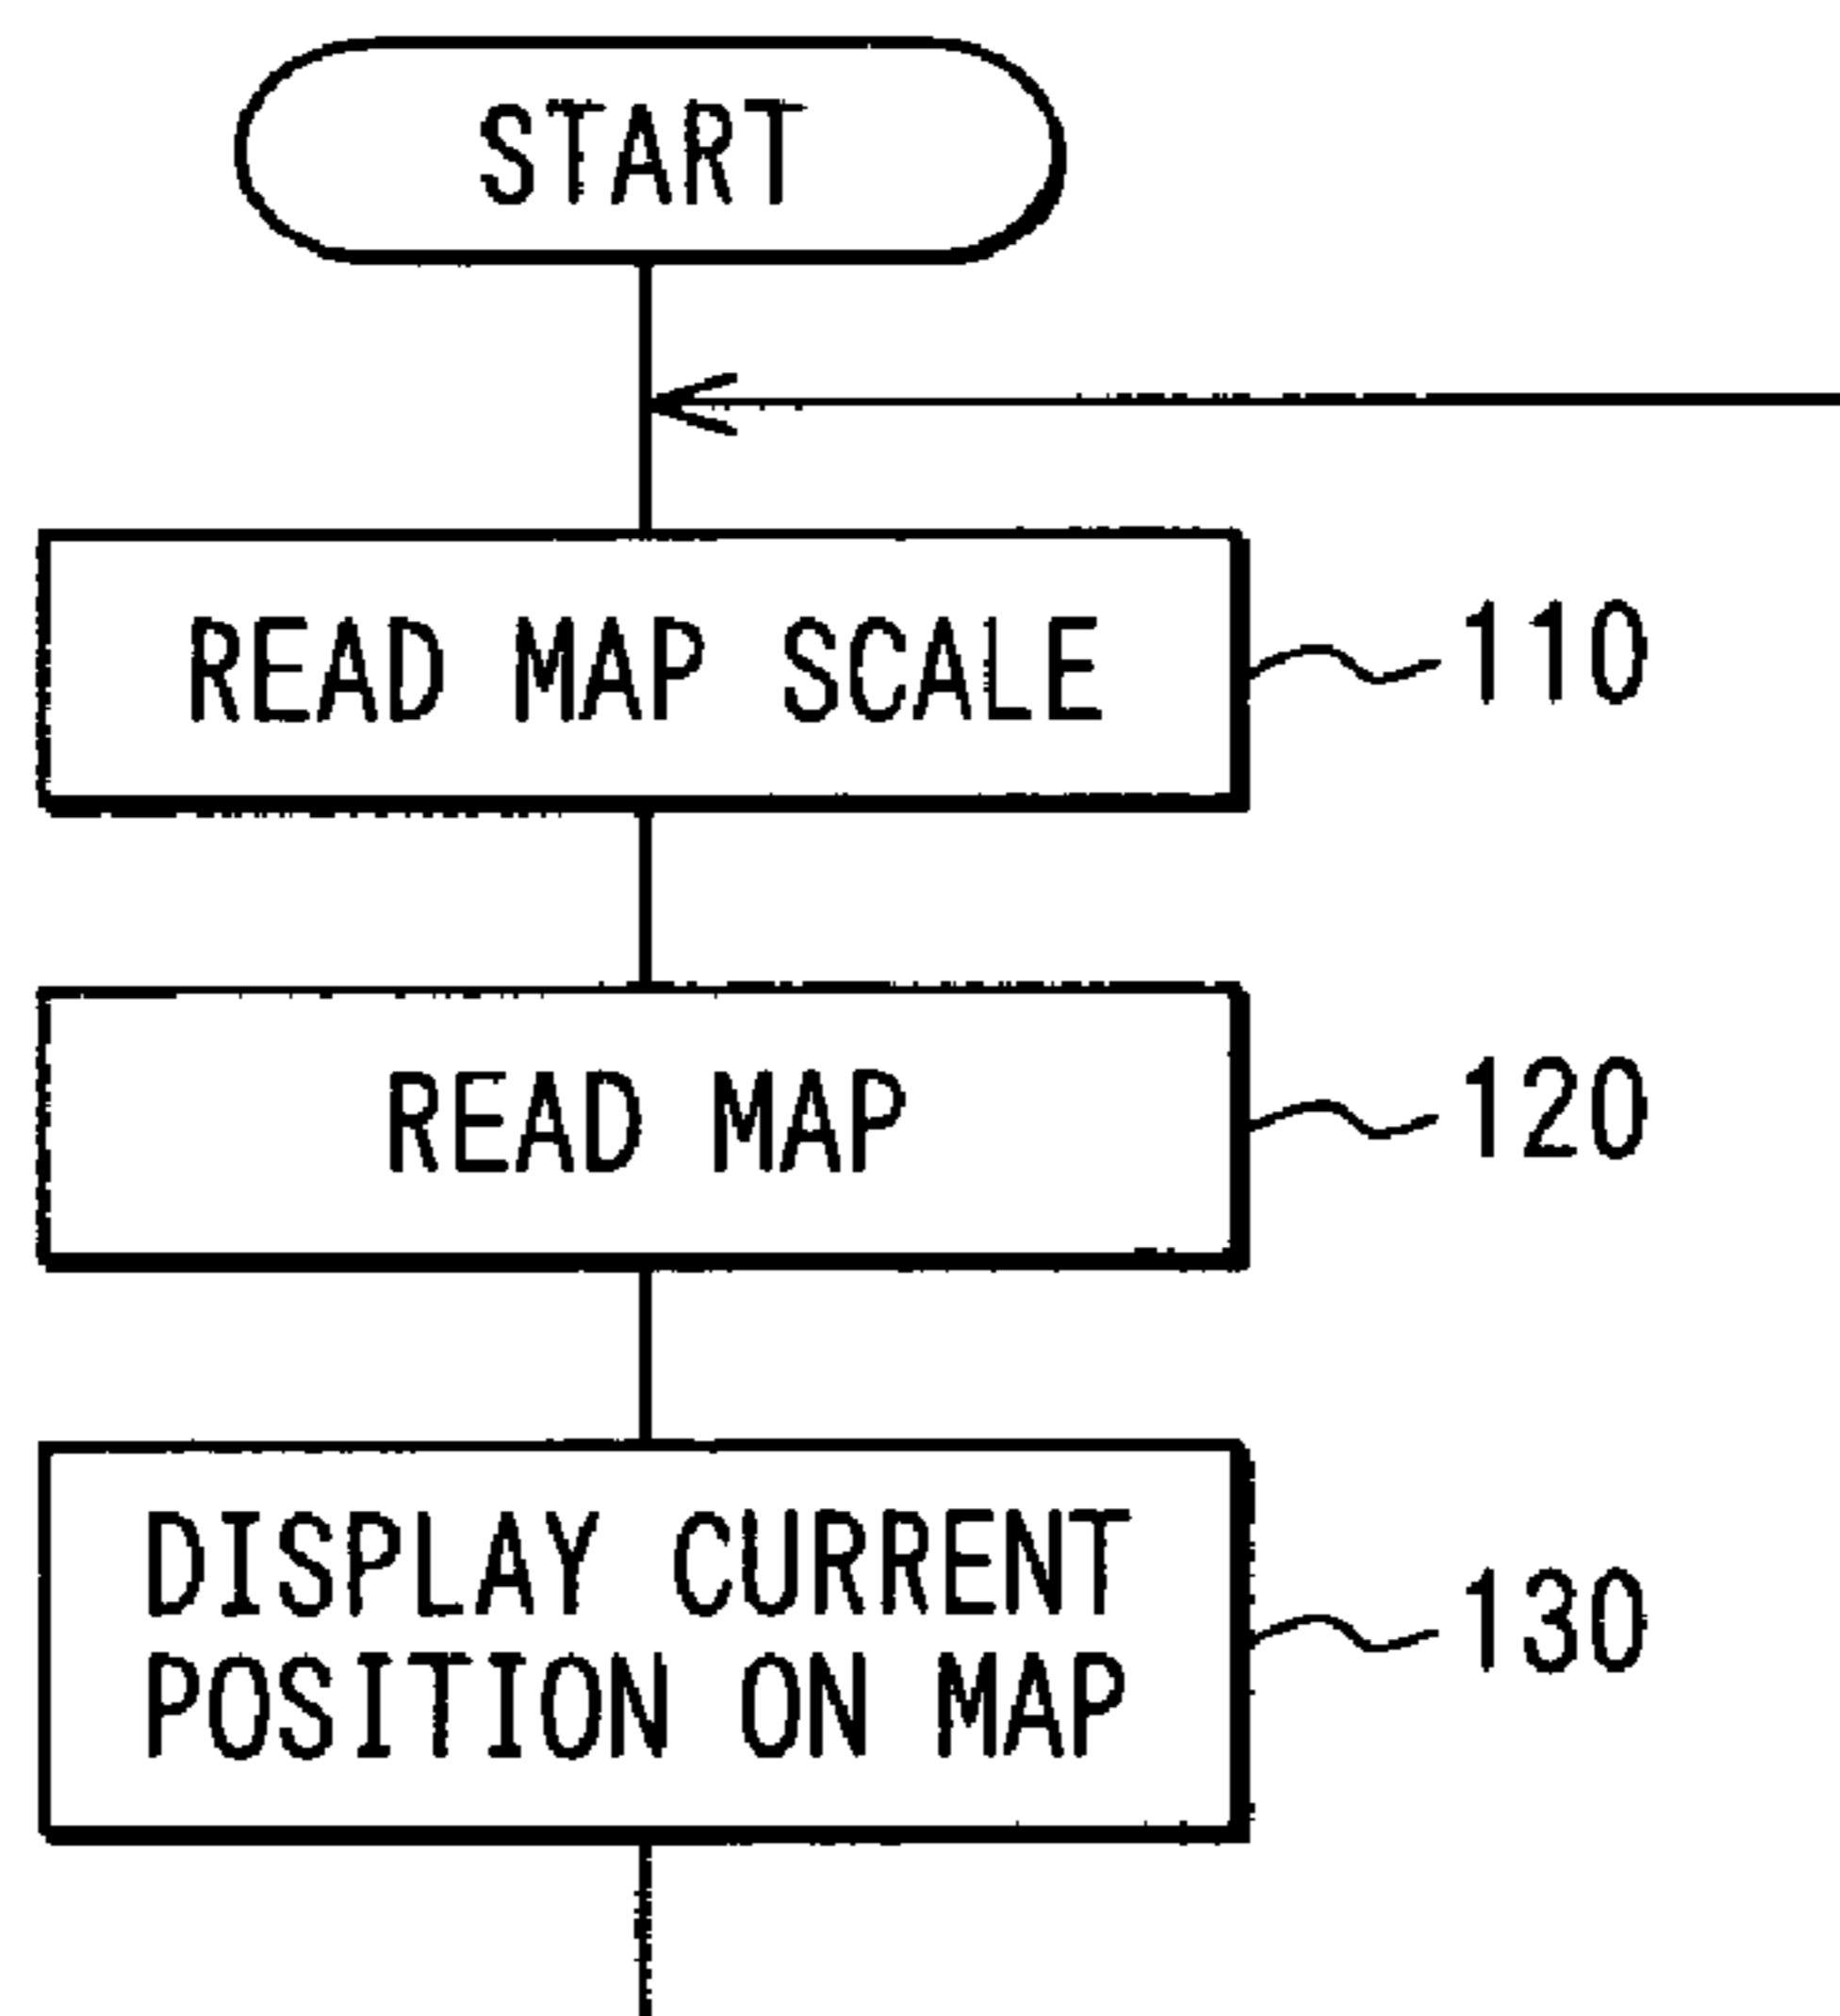 START
READ MAP SCALE
110
READ MAP
120
DISPLAY CURRENT
POSITION ON MAP
130